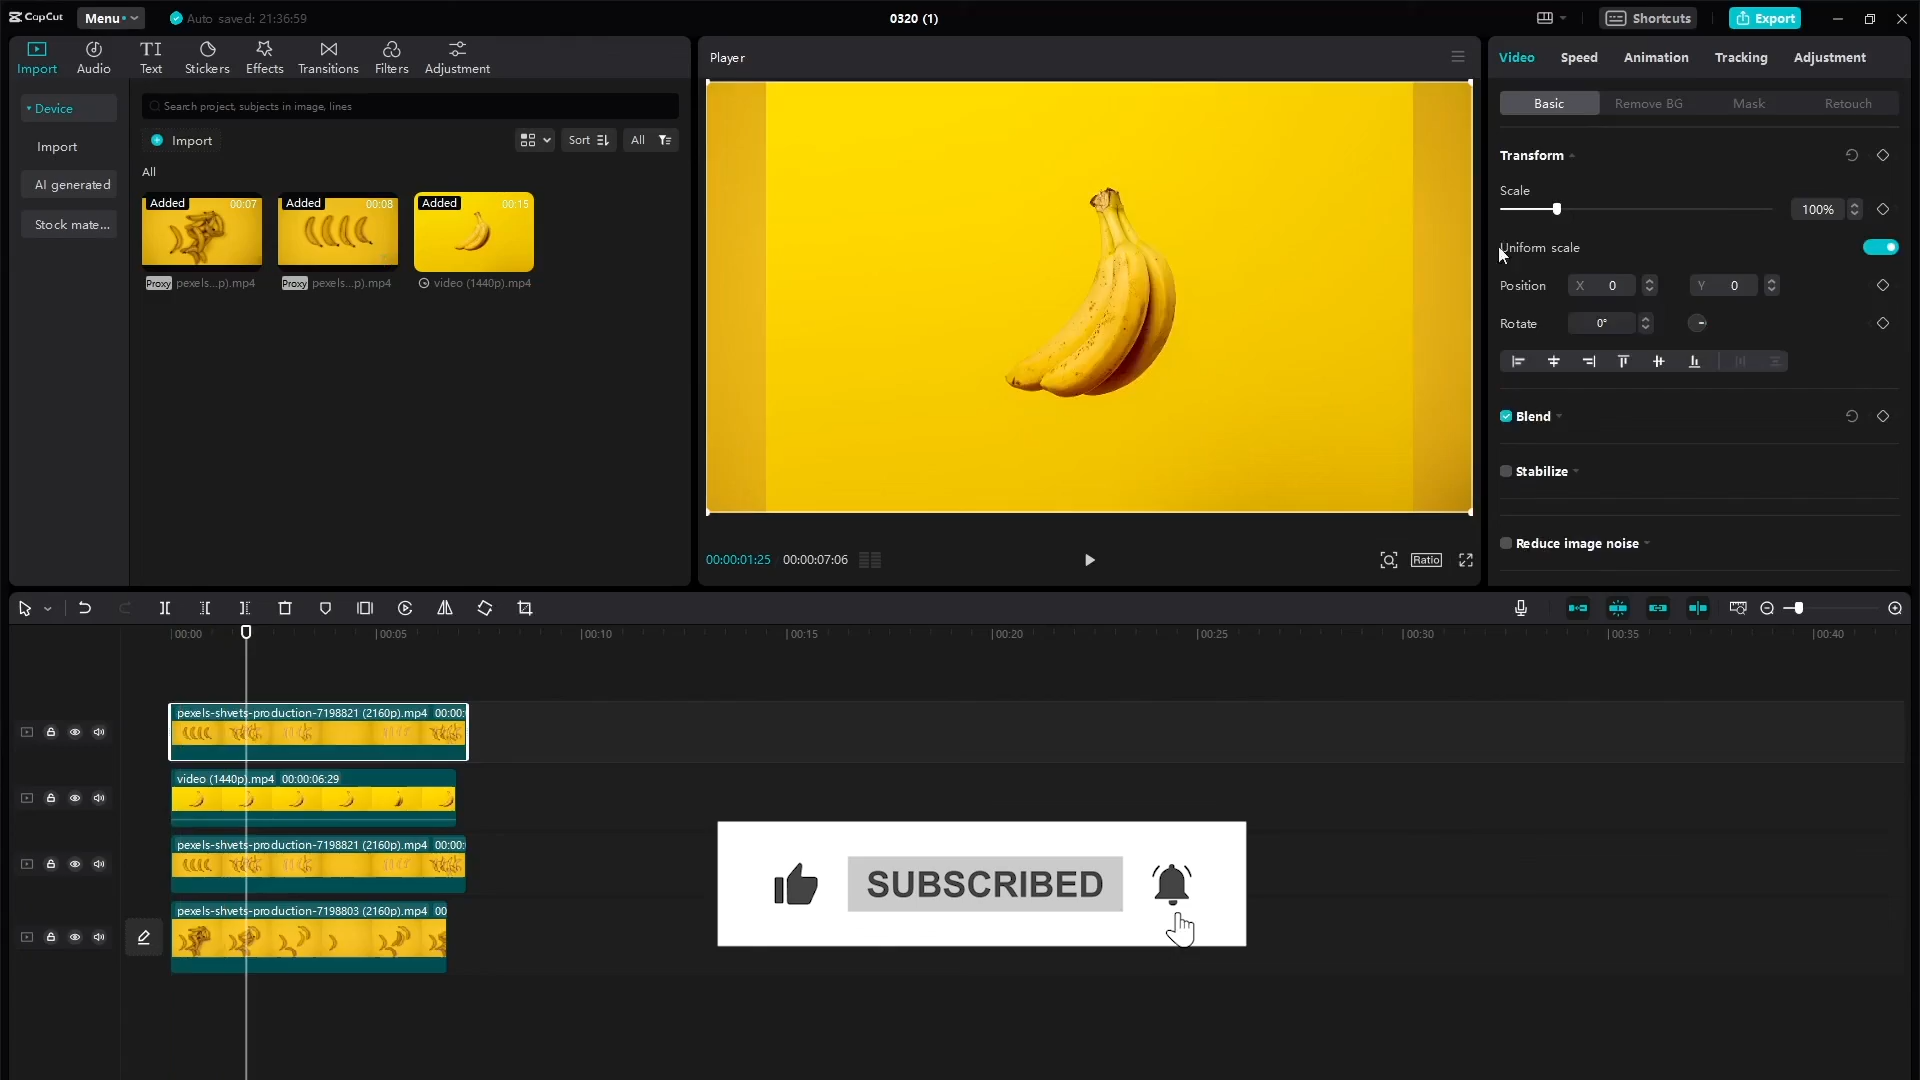 CapCut
Menu
Auto saved: 21:36:59
0320 (1)
Shortcuts
Export
Import
Audio
Text
Stickers
Effects
Transitions
Filters
Adjustment
Device
Import
AI generated
Stock mate...
Search project, subjects in image, lines
Import
Sort
All
All
Added 00:07
Added 00:08
Added 00:15
Proxy pexels...p).mp4
Proxy pexels...p).mp4
video (1440p).mp4
Player
00:00:01:25 00:00:07:06
Ratio
Video
Speed
Animation
Tracking
Adjustment
Basic
Remove BG
Mask
Retouch
Transform
Scale
100%
Uniform scale
Position X 0 Y 0
Rotate 0°
Blend
Stabilize
Reduce image noise
00:00 00:05 00:10 00:15 00:20 00:25 00:30 00:35 00:40
pexels-shvets-production-7198821 (2160p).mp4 00:00:
video (1440p).mp4 00:00:06:29
pexels-shvets-production-7198821 (2160p).mp4 00:00:
pexels-shvets-production-7198803 (2160p).mp4 00
SUBSCRIBED